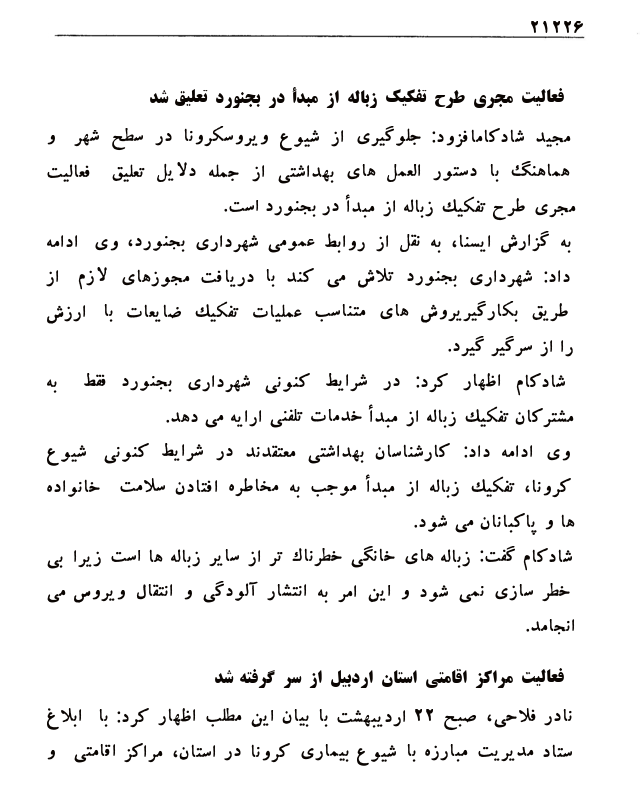 ۲۱۲۲۶
فعالیت مجری طرح تفکیک زباله از مبدأ در بجنورد تعلیق شد
مجید شادکامافزود: جلوگیری از شیوع ویروسکرونا در سطح شهر و
هماهنگ با دستور العمل های بهداشتی از جمله دلایل تعلیق فعالیت
مجری طرح تفکیك زباله از مبدأ در بجنورد است.
به گزارش ایسنا، به نقل از روابط عمومی شهرداری بجنورد، وی ادامه
داد: شهرداری بجنورد تلاش می کند با دریافت مجوزهای لازم از
طریق بکارگیریروش های متناسب عملیات تفکیك ضایعات با ارزش
را از سرگیر گیرد.
شادکام اظهار کرد: در شرایط کنونی شهرداری بجنورد فقط به
مشترکان تفکیك زباله از مبدأ خدمات تلفنی ارایه می دهد.
وی ادامه داد: کارشناسان بهداشتی معتقدند در شرایط کنونی شیوع
کرونا، تفکیك زباله از مبدأ موجب به مخاطره افتادن سلامت خانواده
ها و پاکبانان می شود.
شادکام گفت: زباله های خانگی خطرناك تر از سایر زباله ها است زیرا بی
خطر سازی نمی شود و این امر به انتشار آلودگی و انتقال ویروس می
انجامد.
فعالیت مراکز اقامتی استان اردبیل از سر گرفته شد
نادر فلاحی، صبح ۲۲ اردیبهشت با بیان این مطلب اظهار کرد: با ابلاغ
ستاد مدیریت مبارزه با شیوع بیماری کرونا در استان، مراکز اقامتی و